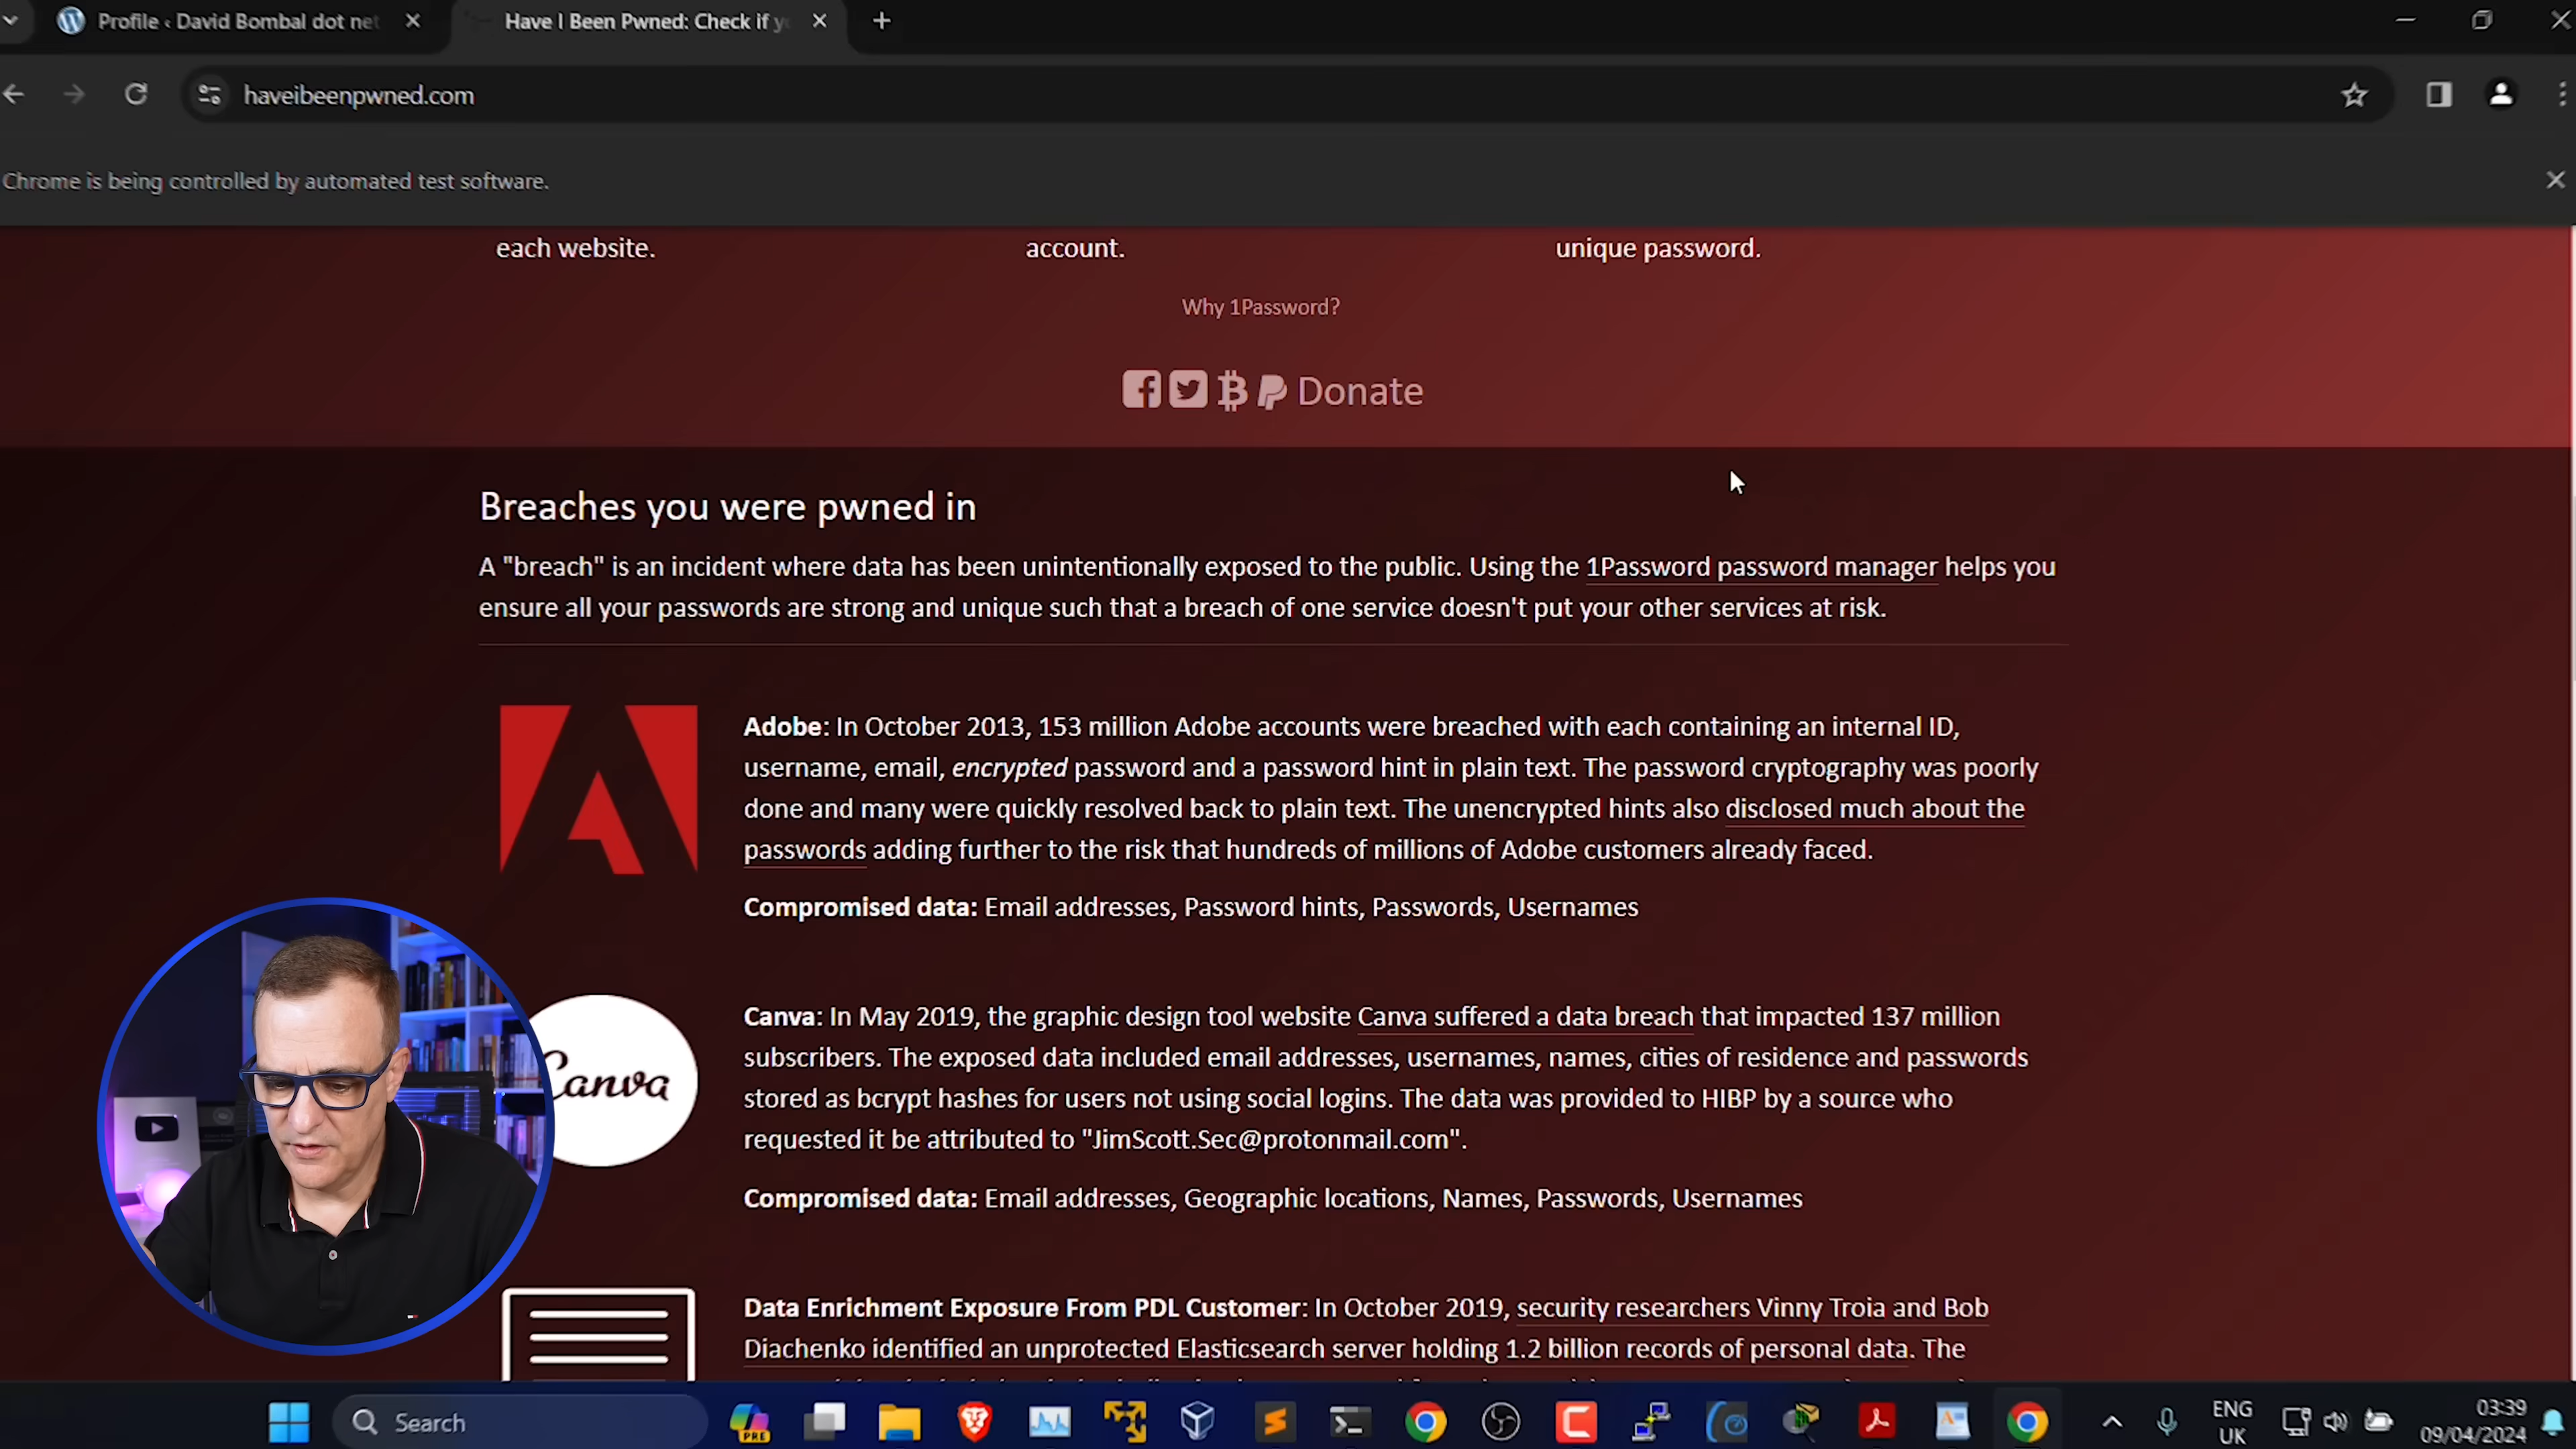 Profile ‹ David Bombal dot net
Have I Been Pwned: Check if y
haveibeenpwned.com
Chrome is being controlled by automated test software.
each website.
account.
unique password.
Why 1Password?
Donate
Breaches you were pwned in
A "breach" is an incident where data has been unintentionally exposed to the public. Using the 1Password password manager helps you
ensure all your passwords are strong and unique such that a breach of one service doesn't put your other services at risk.
Adobe: In October 2013, 153 million Adobe accounts were breached with each containing an internal ID,
username, email, encrypted password and a password hint in plain text. The password cryptography was poorly
done and many were quickly resolved back to plain text. The unencrypted hints also disclosed much about the
passwords adding further to the risk that hundreds of millions of Adobe customers already faced.
Compromised data: Email addresses, Password hints, Passwords, Usernames
Canva
Canva: In May 2019, the graphic design tool website Canva suffered a data breach that impacted 137 million
subscribers. The exposed data included email addresses, usernames, names, cities of residence and passwords
stored as bcrypt hashes for users not using social logins. The data was provided to HIBP by a source who
requested it be attributed to "JimScott.Sec@protonmail.com".
Compromised data: Email addresses, Geographic locations, Names, Passwords, Usernames
Data Enrichment Exposure From PDL Customer: In October 2019, security researchers Vinny Troia and Bob
Diachenko identified an unprotected Elasticsearch server holding 1.2 billion records of personal data. The
Search
PRE
ENG
UK
03:39
09/04/2024